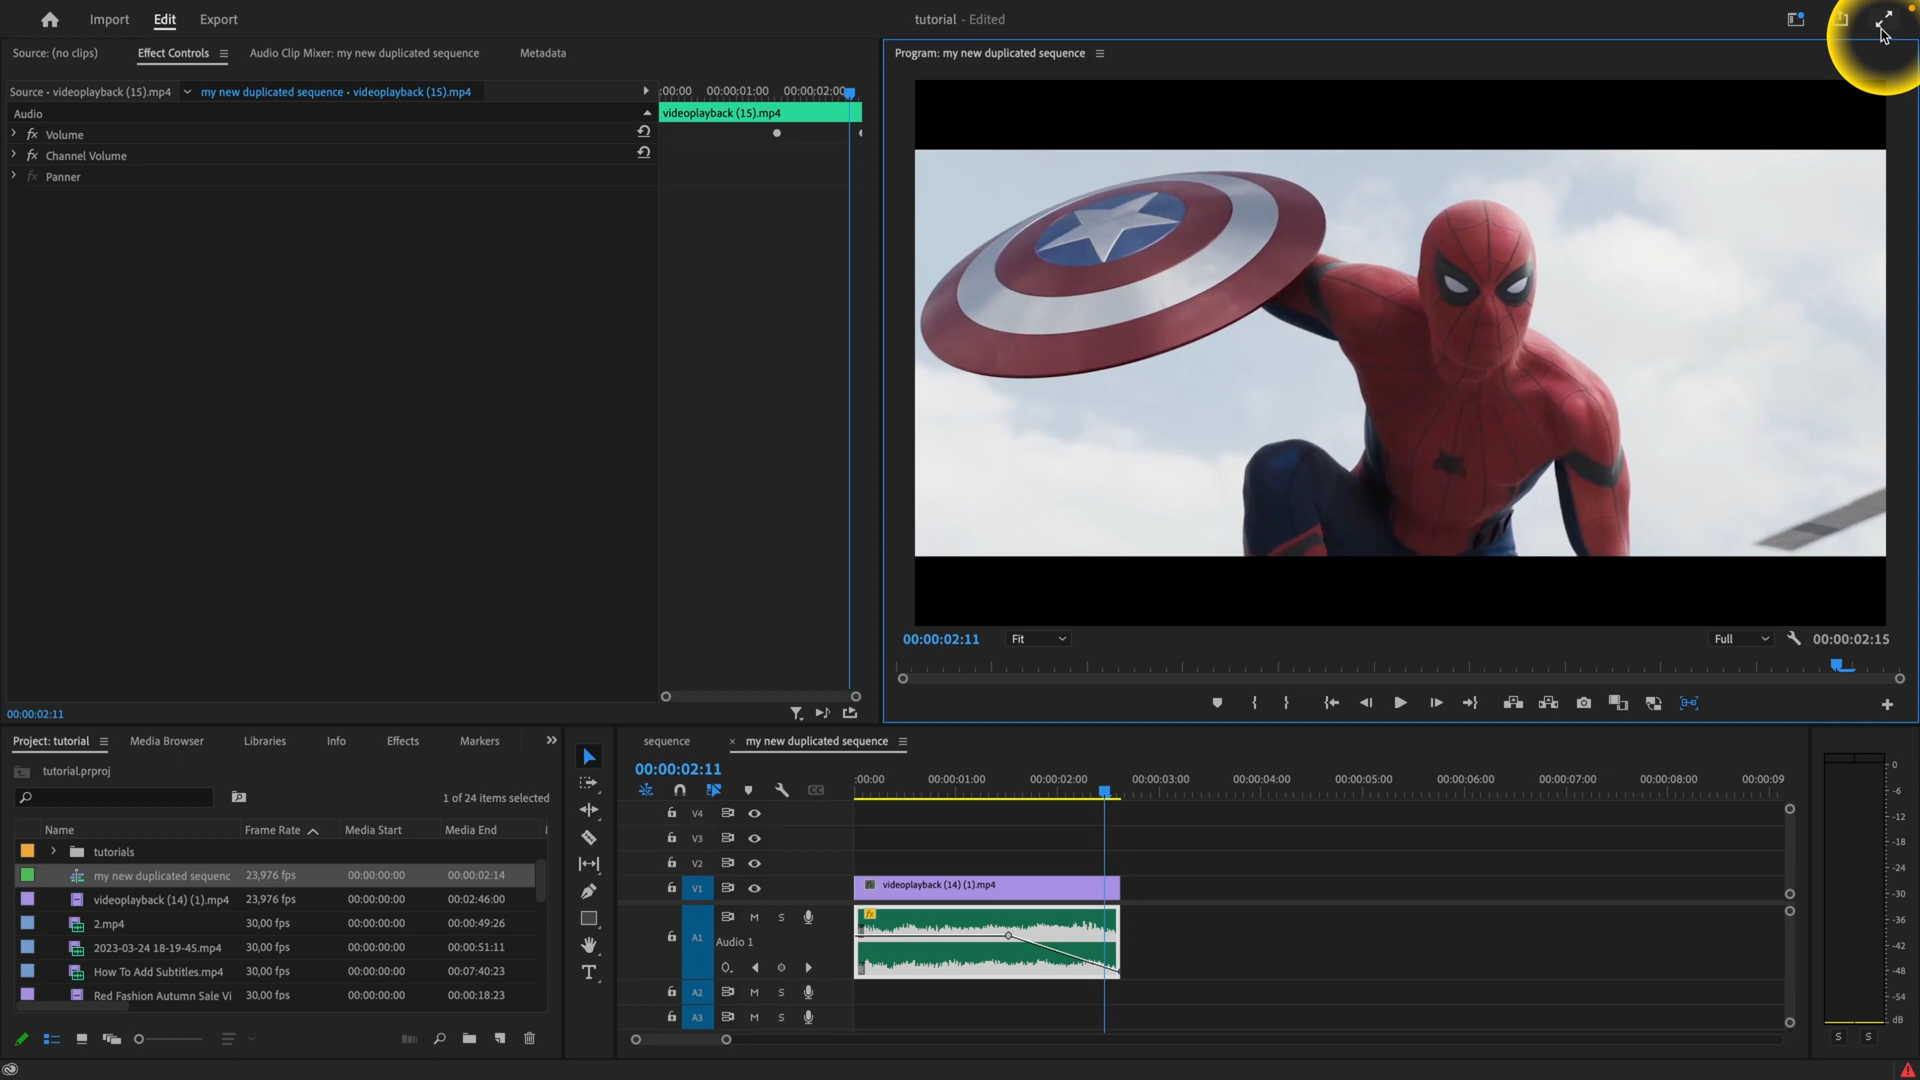 Import Edit Export
tutorial - Edited
Source: (no clips) Effect Controls Audio Clip Mixer: my new duplicated sequence Metadata
Program: my new duplicated sequence
Source • videoplayback (15).mp4 my new duplicated sequence • videoplayback (15).mp4
:00:00 00:00:01:00 00:00:02:00
Audio
videoplayback (15).mp4
fx Volume
fx Channel Volume
fx Panner
00:00:02:11 Fit Full 00:00:02:15
00:00:02:11
Project: tutorial Media Browser Libraries Info Effects Markers
sequence × my new duplicated sequence
tutorial.prproj
00:00:02:11
:00:00 00:00:01:00 00:00:02:00 00:00:03:00 00:00:04:00 00:00:05:00 00:00:06:00 00:00:07:00 00:00:08:00 00:00:09
1 of 24 items selected
Name Frame Rate Media Start Media End
tutorials
my new duplicated sequenc 23,976 fps 00:00:00:00 00:00:02:14
videoplayback (14) (1).mp4 23,976 fps 00:00:00:00 00:02:46:00
2.mp4 30,00 fps 00:00:00:00 00:00:49:26
2023-03-24 18-19-45.mp4 30,00 fps 00:00:00:00 00:00:51:11
How To Add Subtitles.mp4 30,00 fps 00:00:00:00 00:07:40:23
Red Fashion Autumn Sale Vi 30,00 fps 00:00:00:00 00:00:18:23
CC
V4
V3
V2
V1 videoplayback (14) (1).mp4
fx
M S
A1 Audio 1
A2 M S
A3 M S
0
-6
-12
-18
-24
-30
-36
-42
-48
-54
dB
S S